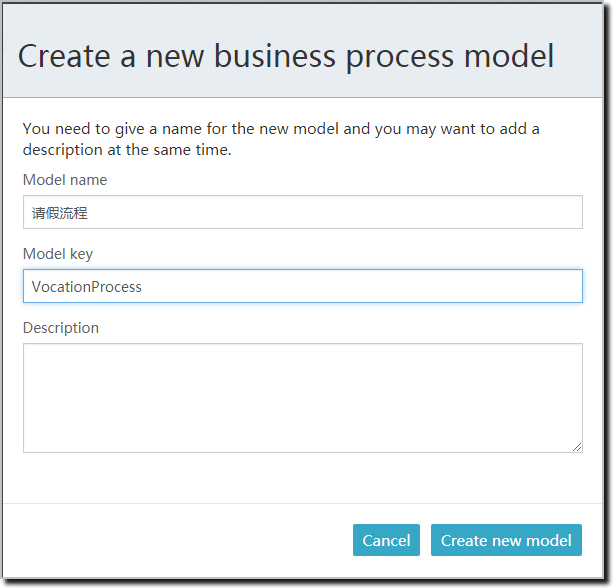 Create a new business process model
You need to give a name for the new model and you may want to add a
description at the same time.
Model name
请假流程
Model key
VocationProcess
Description
Cancel
Create new model